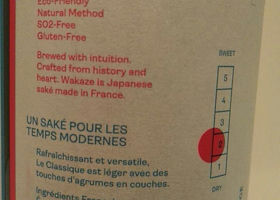 Eco-Friendly
Natural Method
SO2-Free
Gluten-Free
Brewed with intuition.
Crafted from history and
heart. Wakaze is Japanese
saké made in France.
UN SAKÉ POUR LES
TEMPS MODERNES
Rafraîchissant et versatile,
Le Classique est léger avec des
touches d'agrumes en couches.
Ingrédients
SWEET
5
4
3
2
1
DRY